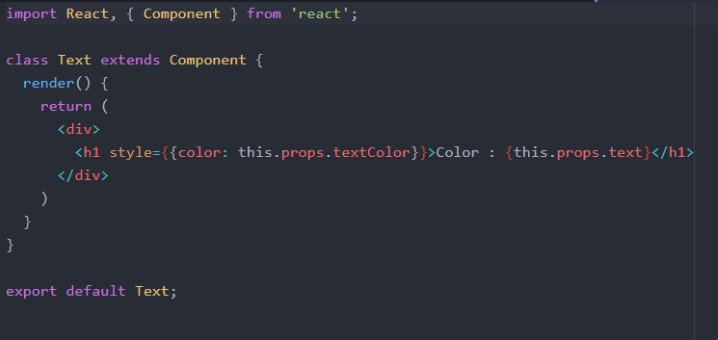 import React, { Component } from 'react';
class Text extends Component {
render() {
return (
<div>
<h1 style={{color: this.props.textColor}}>Color : {this.props.text}</h1>
</div>
)
}
}
export default Text;